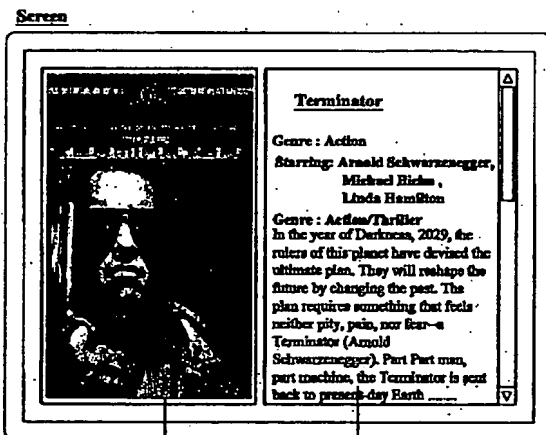 Screen
Terminator
Genre : Action
Starring: Arnold Schwarzenegger,
Michael Biehn ,
Linda Hamilton
Genre : Action/Thriller
In the year of Darkness, 2029, the
rulers of this planet have devised the
ultimate plan. They will reshape the
future by changing the past. The
plan requires something that feels
neither pity, pain, nor fear--a
Terminator (Arnold
Schwarzenegger). Part Part man,
part machine, the Terminator is sent
back to present-day Earth .......